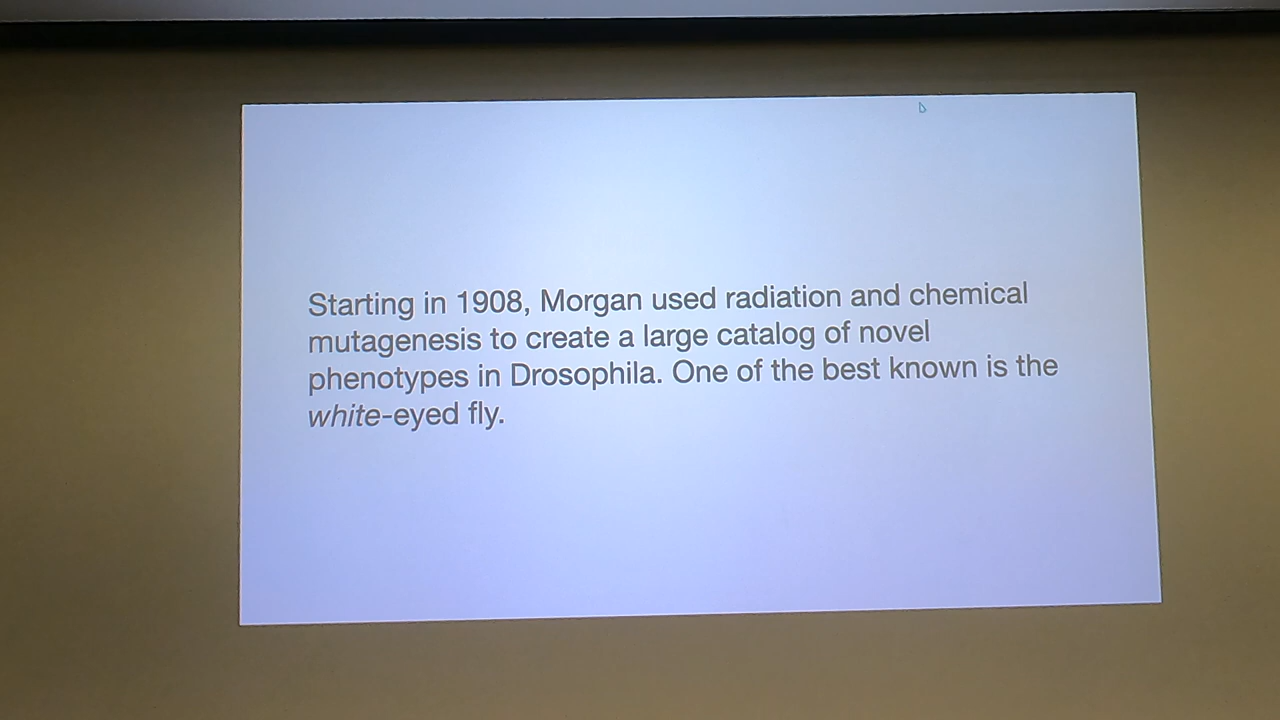 Starting in 1908, Morgan used radiation and chemical
mutagenesis to create a large catalog of novel
phenotypes in Drosophila. One of the best known is the
white-eyed fly.